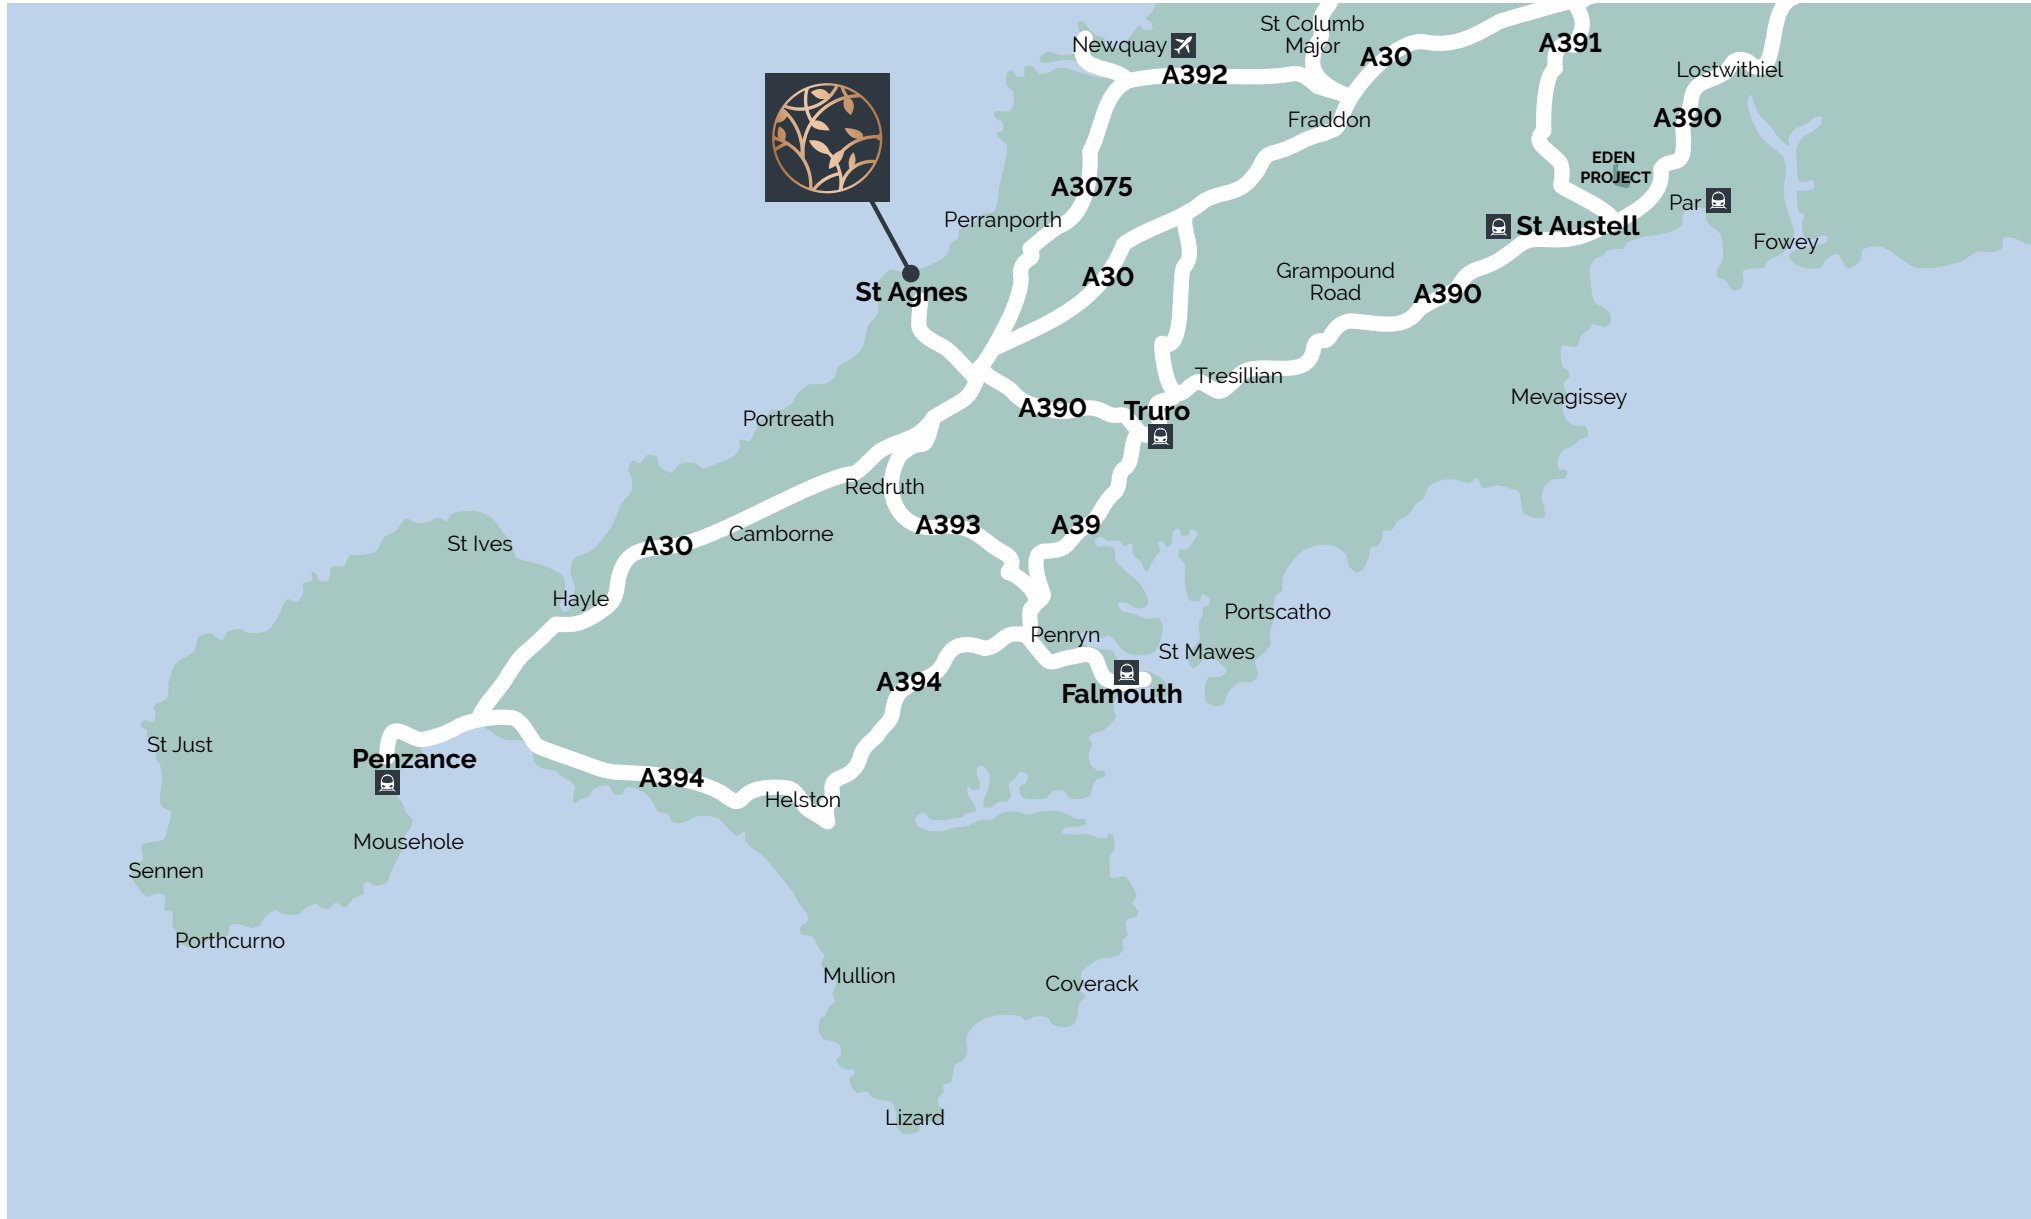 St Columb
Major
Newquay
A392
A30
A391
Lostwithiel
A390
Fraddon
EDEN
PROJECT
A3075
Par
Perranporth
St Austell
Fowey
A30
Grampound
Road
A390
St Agnes
Tresillian
Mevagissey
A390
Truro
Portreath
Redruth
A393
A39
Camborne
A30
St Ives
Hayle
Portscatho
Penryn
St Mawes
A394
Falmouth
St Just
Penzance
A394
Helston
Mousehole
Sennen
Porthcurno
Mullion
Coverack
Lizard